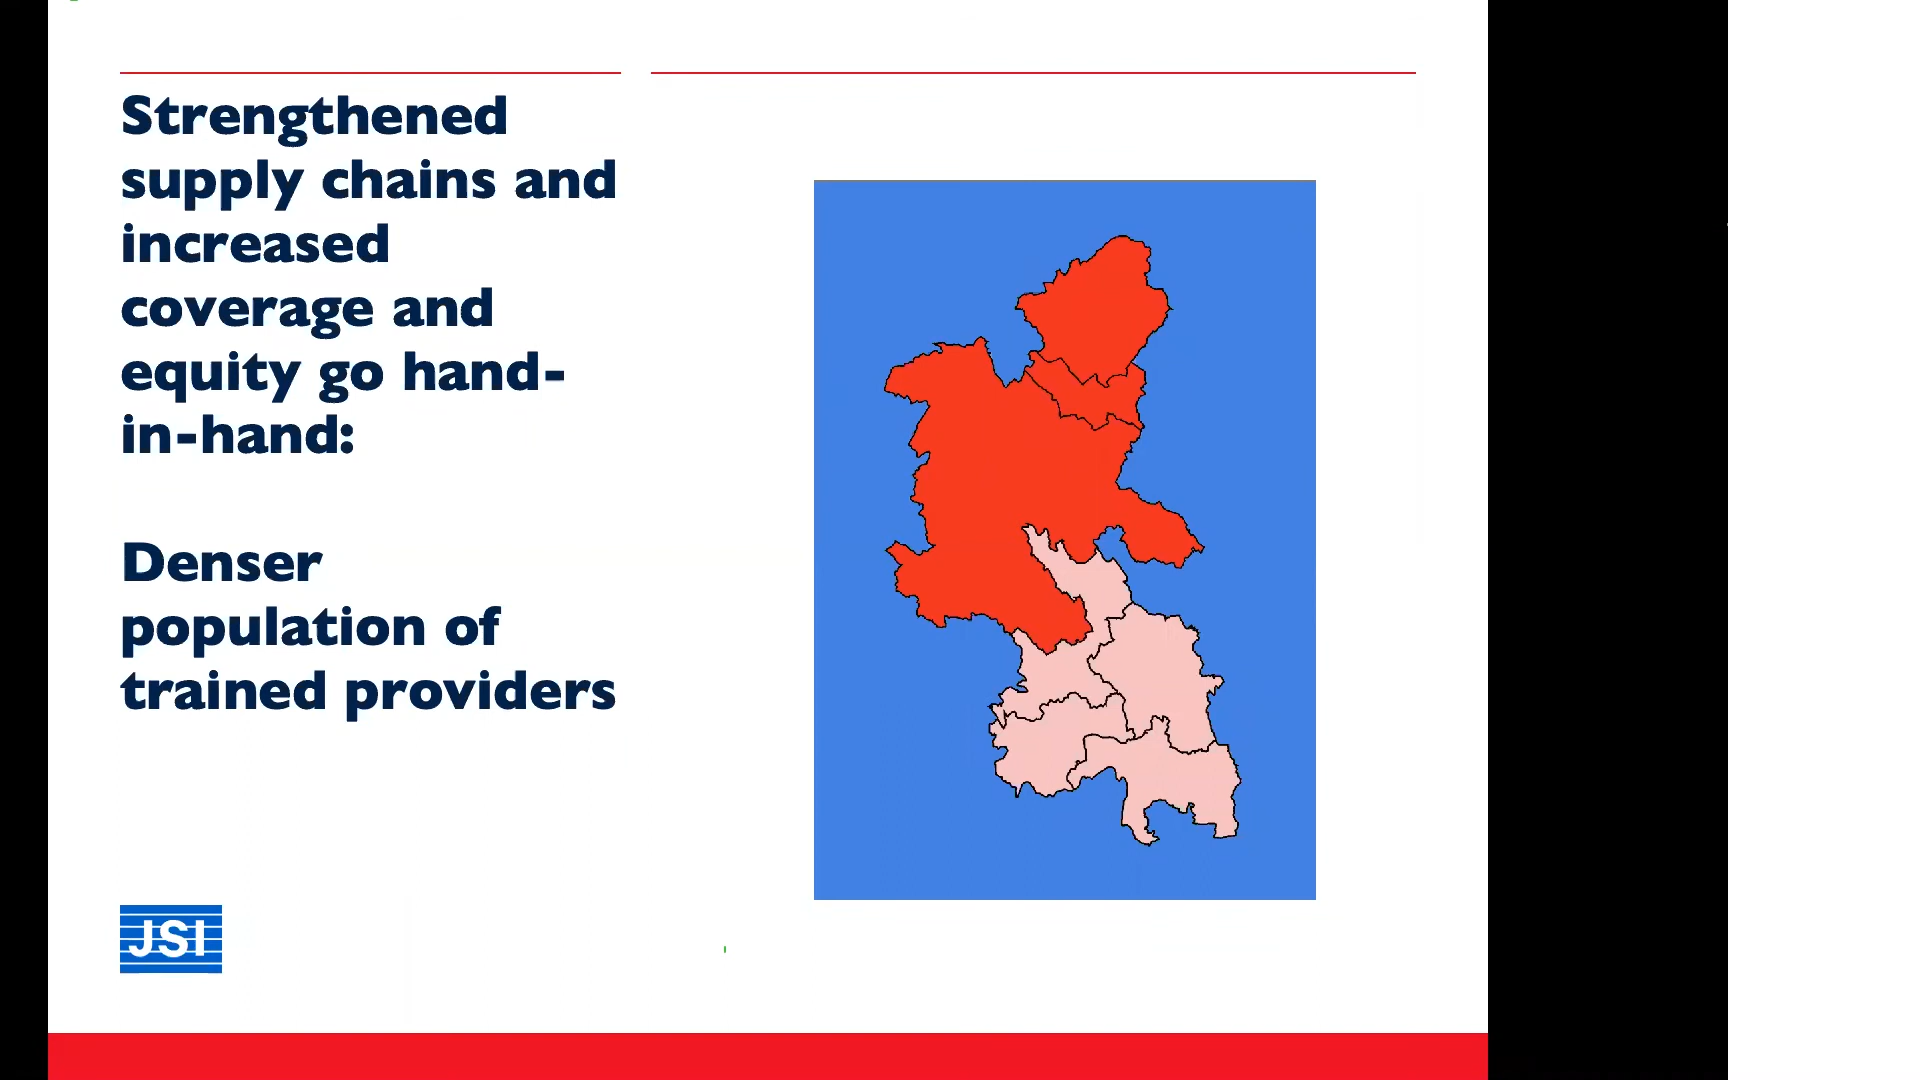 Strengthened
supply chains and
increased
coverage and
equity go hand-
in-hand:
Denser
population of
trained providers
JSI